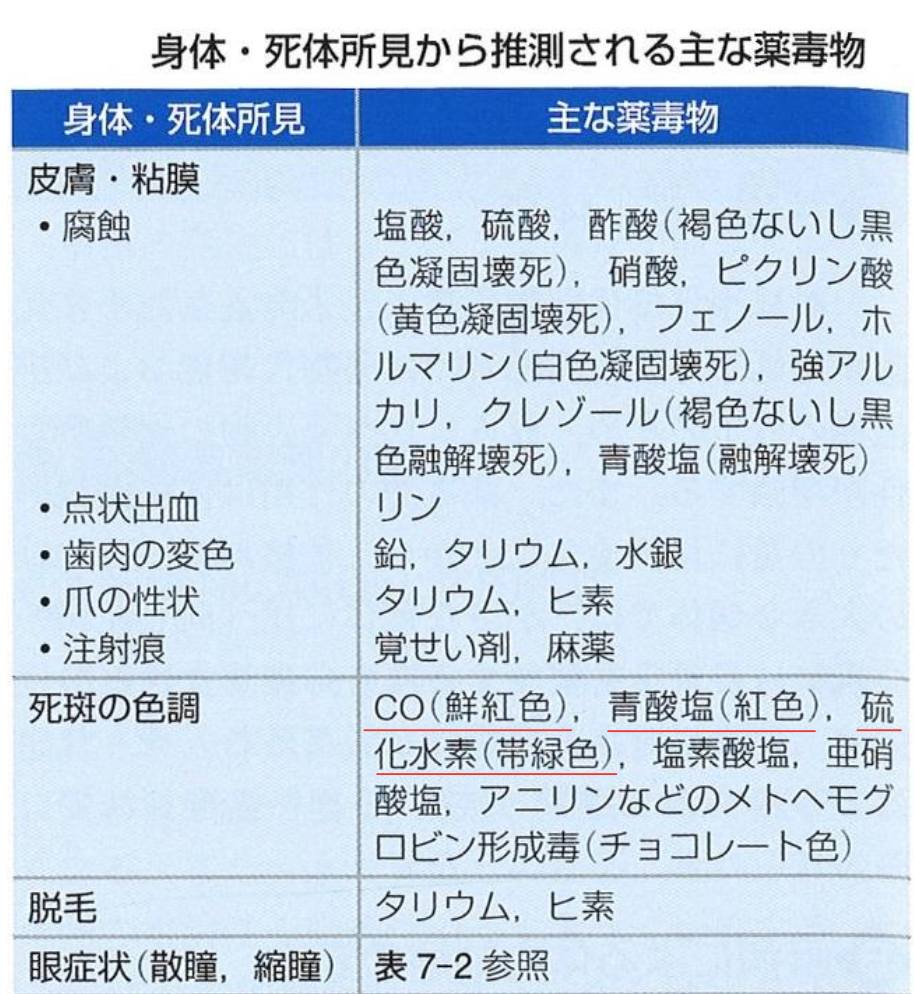 身体・死体所見から推測される主な薬毒物
身体・死体所見 主な薬毒物
皮膚・粘膜
・腐蝕 塩酸，硫酸，酢酸(褐色ないし黒
色凝固壊死)，硝酸，ピクリン酸
(黄色凝固壊死)，フェノール，ホ
ルマリン(白色凝固壊死)，強アル
カリ，クレゾール(褐色ないし黒
色融解壊死)，青酸塩(融解壊死)
・点状出血 リン
・歯肉の変色 鉛，タリウム，水銀
・爪の性状 タリウム，ヒ素
・注射痕 覚せい剤，麻薬
死斑の色調 CO(鮮紅色)，青酸塩(紅色)，硫
化水素(帯緑色)，塩素酸塩，亜硝
酸塩，アニリンなどのメトヘモグ
ロビン形成毒(チョコレート色)
脱毛 タリウム，ヒ素
眼症状(散瞳，縮瞳) 表7-2参照